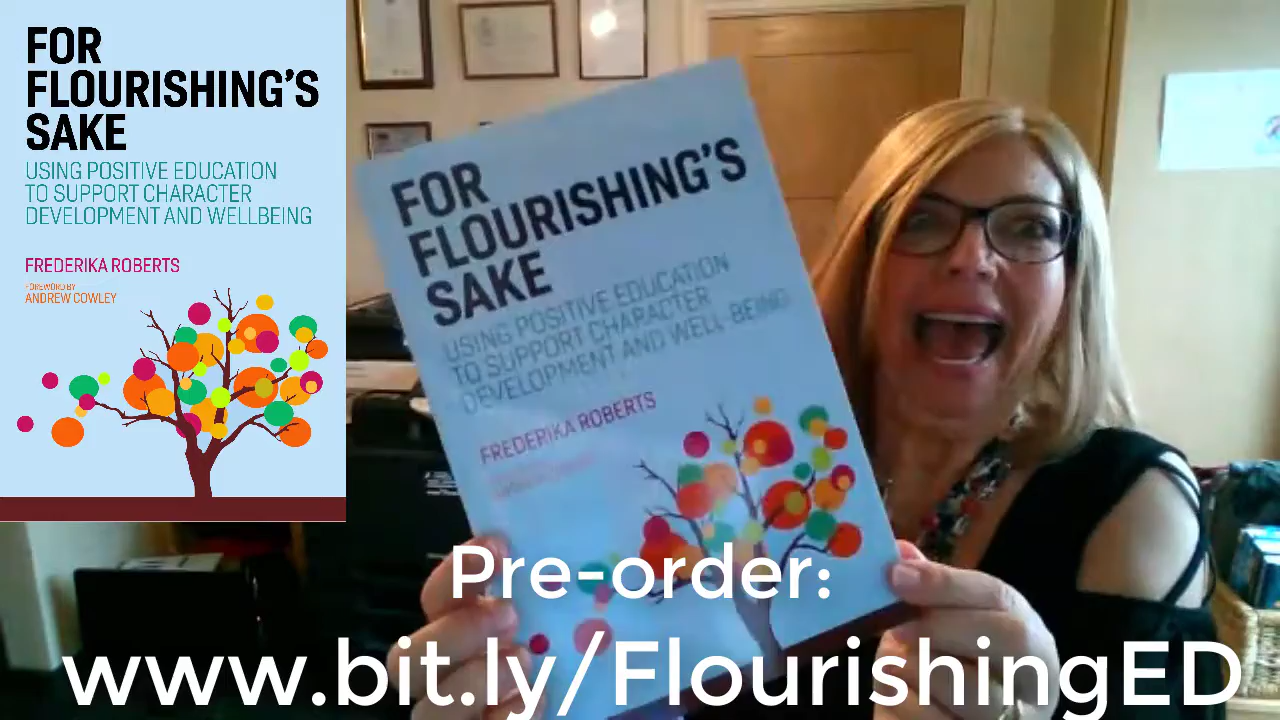 FOR
FLOURISHING'S
SAKE
USING POSITIVE EDUCATION
TO SUPPORT CHARACTER
DEVELOPMENT AND WELLBEING
FREDERIKA ROBERTS
FOREWORD BY
ANDREW COWLEY
FOR
FLOURISHING'S
SAKE
USING POSITIVE EDUCATION
TO SUPPORT CHARACTER
DEVELOPMENT AND WELL-BEING
FREDERIKA ROBERTS
Pre-order:
www.bit.ly/FlourishingED